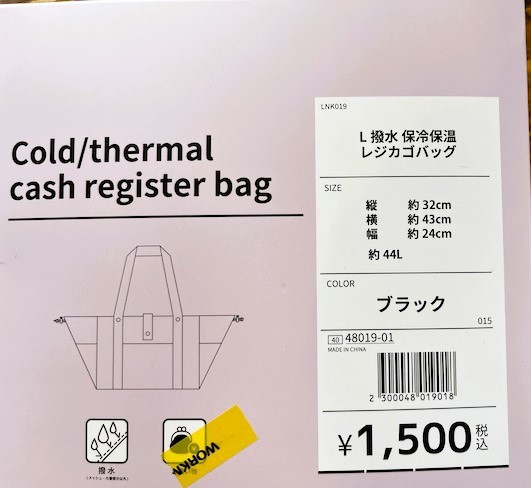 Cold/thermal
cash register bag
撥水
LNK019
L 撥水 保冷保温
レジカゴバッグ
SIZE
縦 約 32cm
横 約 43cm
幅 約 24cm
約 44L
COLOR
ブラック
015
40 48019-01
MADE IN CHINA
2 300048 019018
¥1,500 税込
WORKM